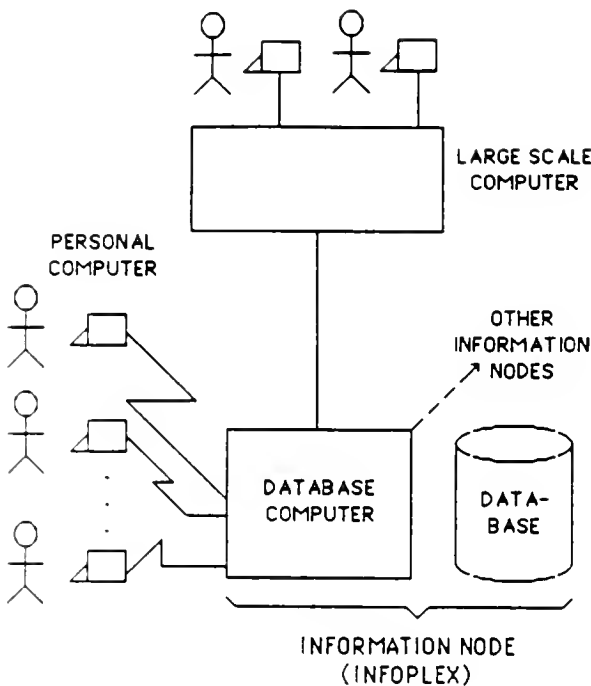 LARGE SCALE
COMPUTER
PERSONAL
COMPUTER
OTHER
INFORMATION
NODES
DATABASE
COMPUTER
DATA-
BASE
INFORMATION NODE
(INFOPLEX)